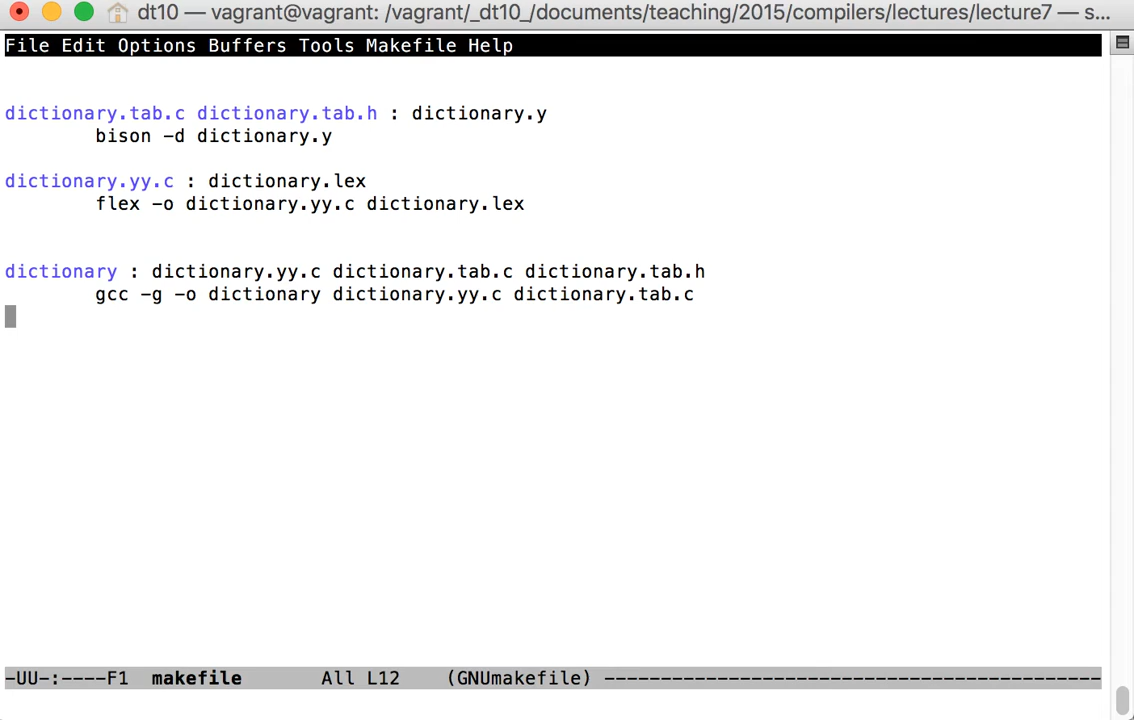 dt10 — vagrant@vagrant: /vagrant/_dt10_/documents/teaching/2015/compilers/lectures/lecture7 — s...
File Edit Options Buffers Tools Makefile Help
dictionary.tab.c dictionary.tab.h : dictionary.y
bison -d dictionary.y
dictionary.yy.c : dictionary.lex
flex -o dictionary.yy.c dictionary.lex
dictionary : dictionary.yy.c dictionary.tab.c dictionary.tab.h
gcc -g -o dictionary dictionary.yy.c dictionary.tab.c
-UU-:----F1 makefile All L12 (GNUmakefile) -----------------------------------------